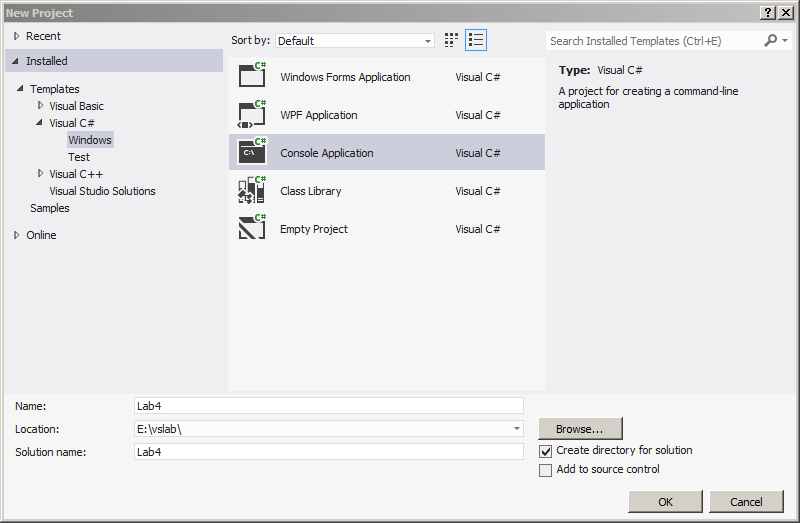 New Project
Recent
Installed
Templates
Visual Basic
Visual C#
Windows
Test
Visual C++
Visual Studio Solutions
Samples
Online
Sort by: Default
C# Windows Forms Application Visual C#
C# WPF Application Visual C#
C# C:\ Console Application Visual C#
C# Class Library Visual C#
C# Empty Project Visual C#
Search Installed Templates (Ctrl+E)
Type: Visual C#
A project for creating a command-line
application
Name: Lab4
Location: E:\vslab\
Solution name: Lab4
Browse...
Create directory for solution
Add to source control
OK Cancel